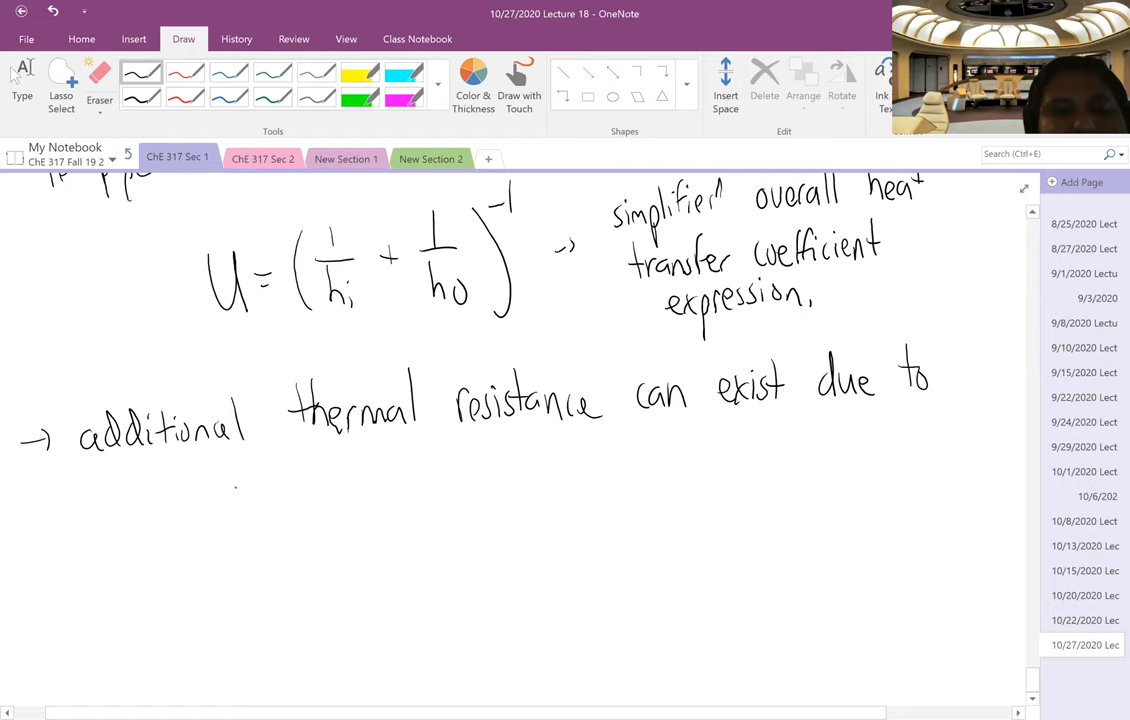 10/27/2020 Lecture 18 - OneNote
File Home Insert Draw History Review View Class Notebook
Type
Lasso Select
Eraser
Color & Thickness
Draw with Touch
Insert Space
Delete
Arrange
Rotate
Tools
Shapes
Edit
My Notebook
ChE 317 Fall 19 2
ChE 317 Sec 1
ChE 317 Sec 2
New Section 1
New Section 2
+
Search (Ctrl+E)
Add Page
8/25/2020 Lect
8/27/2020 Lect
9/1/2020 Lectu
9/3/2020
9/8/2020 Lectu
9/10/2020 Lect
9/15/2020 Lect
9/22/2020 Lect
9/24/2020 Lect
9/29/2020 Lect
10/1/2020 Lect
10/6/202
10/8/2020 Lect
10/13/2020 Lec
10/15/2020 Lec
10/20/2020 Lec
10/22/2020 Lec
10/27/2020 Lec
U = (1/hi + 1/ho)^-1 → simplified overall heat
transfer coefficient
expression.
→ additional thermal resistance can exist due to